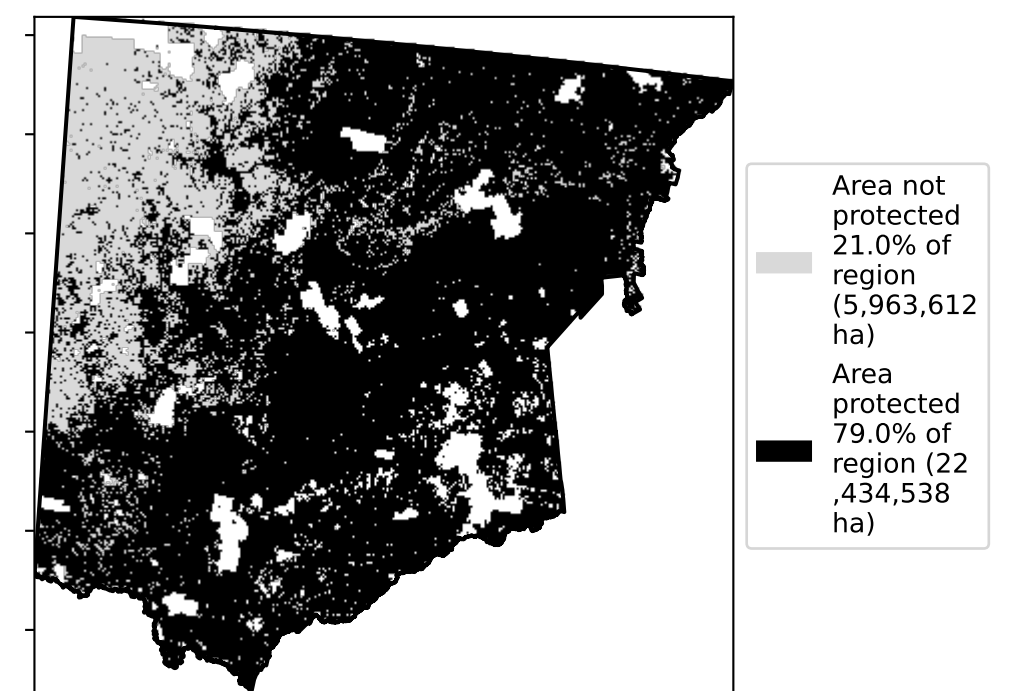 Area not
protected
21.0% of
region
(5,963,612
ha)
Area
protected
79.0% of
region (22
,434,538
ha)